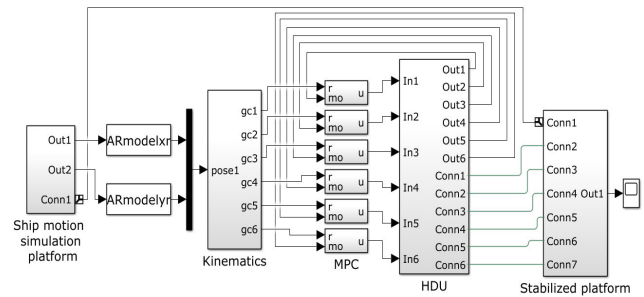 Out1
Out2
Conn1
Ship motion
simulation
platform
ARmodelxr
ARmodelyr
pose1
gc1
gc2
gc3
gc4
gc5
gc6
Kinematics
r
mo
u
r
mo
u
r
mo
u
r
mo
u
r
mo
u
r
mo
u
MPC
In1
In2
In3
In4
In5
In6
Out1
Out2
Out3
Out4
Out5
Out6
Conn1
Conn2
Conn3
Conn4
Conn5
Conn6
HDU
Conn1
Conn2
Conn3
Conn4 Out1
Conn5
Conn6
Conn7
Stabilized platform